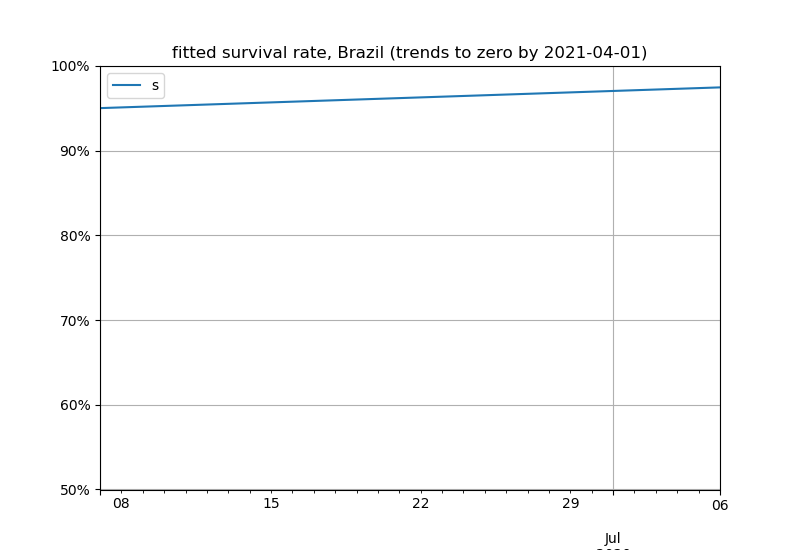 fitted survival rate, Brazil (trends to zero by 2021-04-01)
100%
s
90%
80%
70%
60%
50%
08 15 22 29 06
Jul